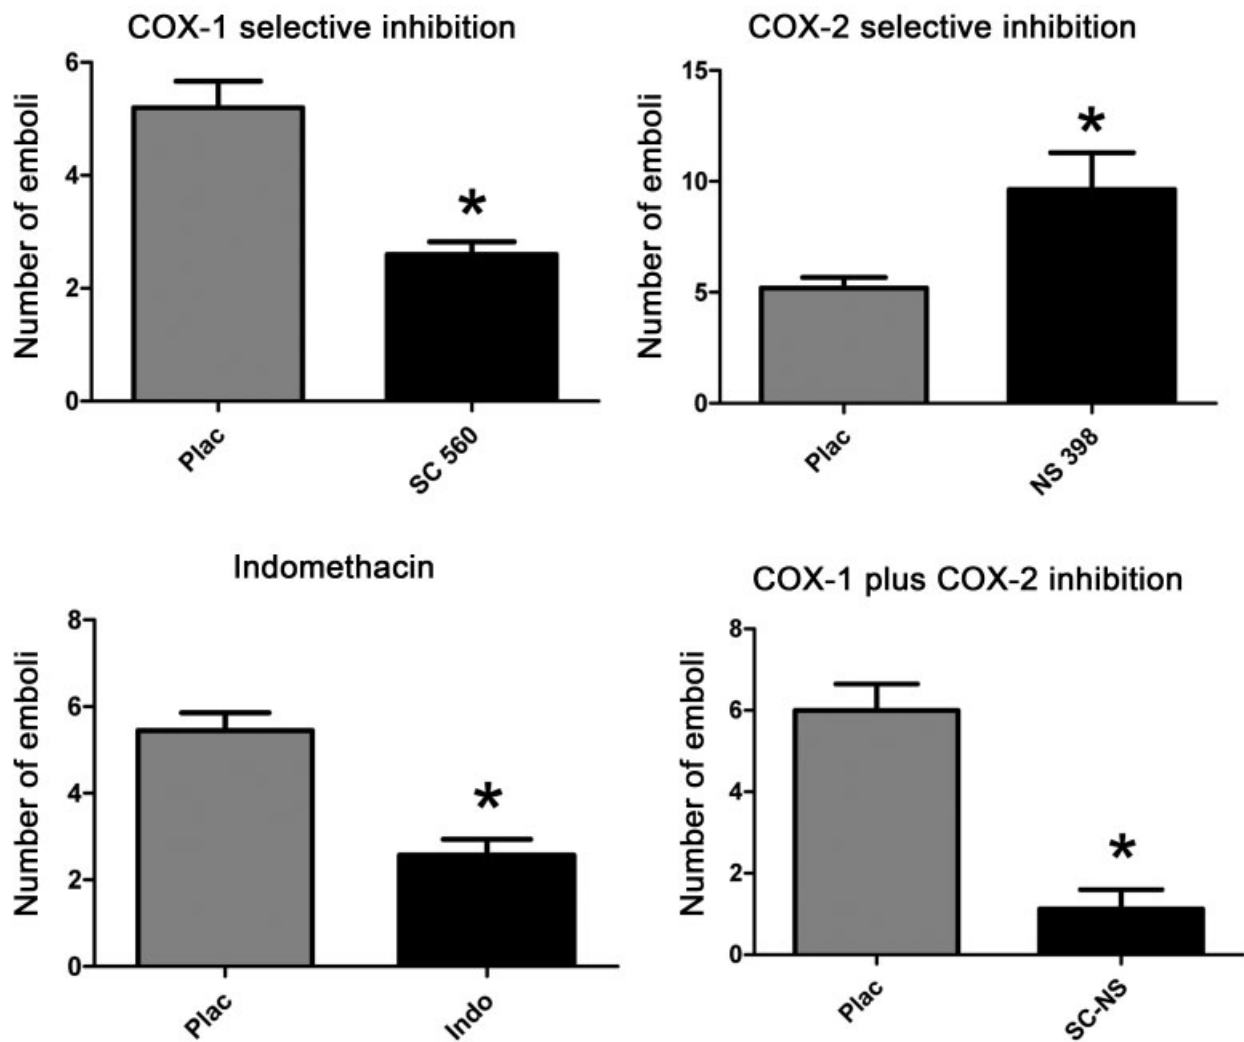 COX-1 selective inhibition
Number of emboli
6
4
2
0
Plac
*
SC 560
COX-2 selective inhibition
Number of emboli
15
10
5
0
Plac
*
NS 398
Indomethacin
Number of emboli
8
6
4
2
0
Plac
*
Indo
COX-1 plus COX-2 inhibition
Number of emboli
8
6
4
2
0
Plac
*
SC-NS